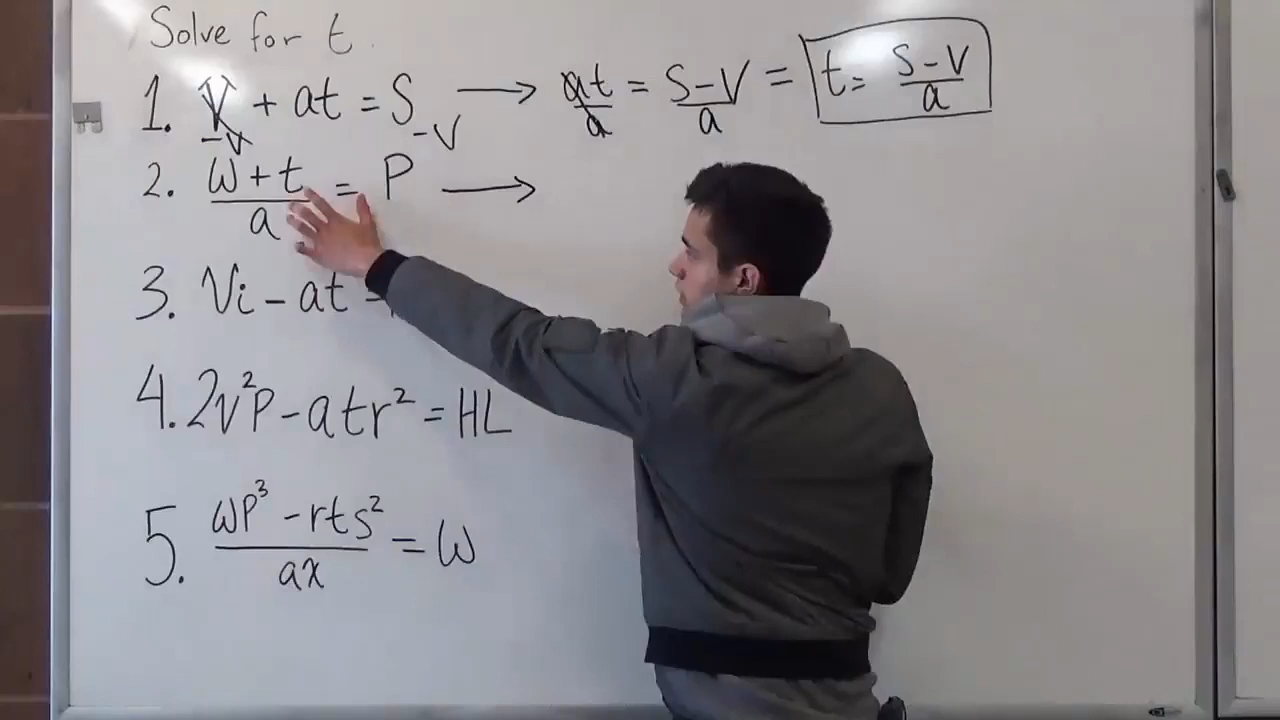 Solve for t.
1. V + at = S → at/a = S-V/a = t = S-V/a
-V -V
2. W+t/a = P →
3. Vi - at =
4. 2v²P - atr² = HL
5. WP³ - rts²/ax = W